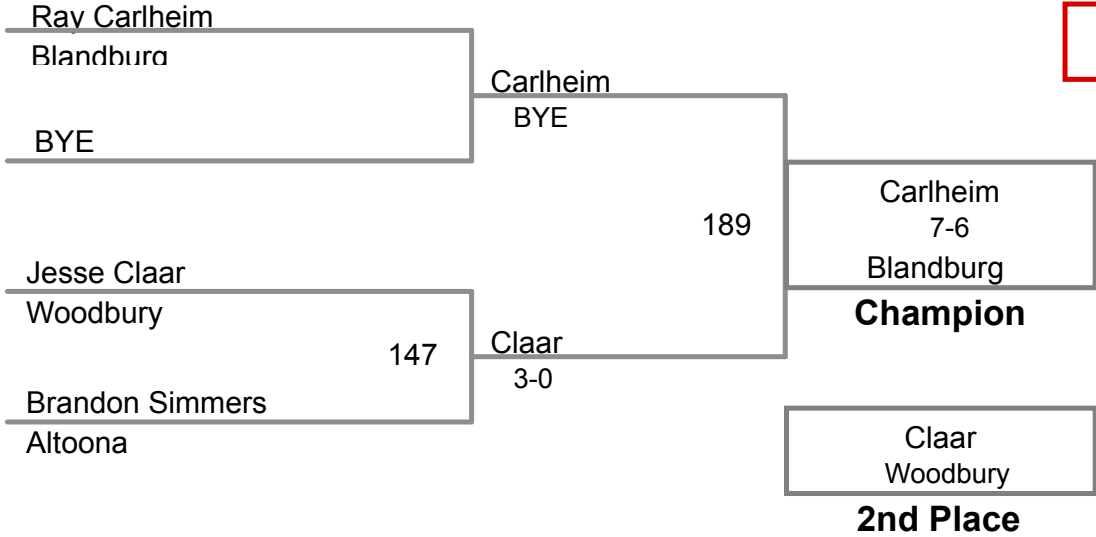 Ray Carlheim
Blandburg
Carlheim
BYE
BYE
Carlheim
7-6
Blandburg
Champion
189
Jesse Claar
Woodbury
147
Claar
3-0
Brandon Simmers
Altoona
Claar
Woodbury
2nd Place